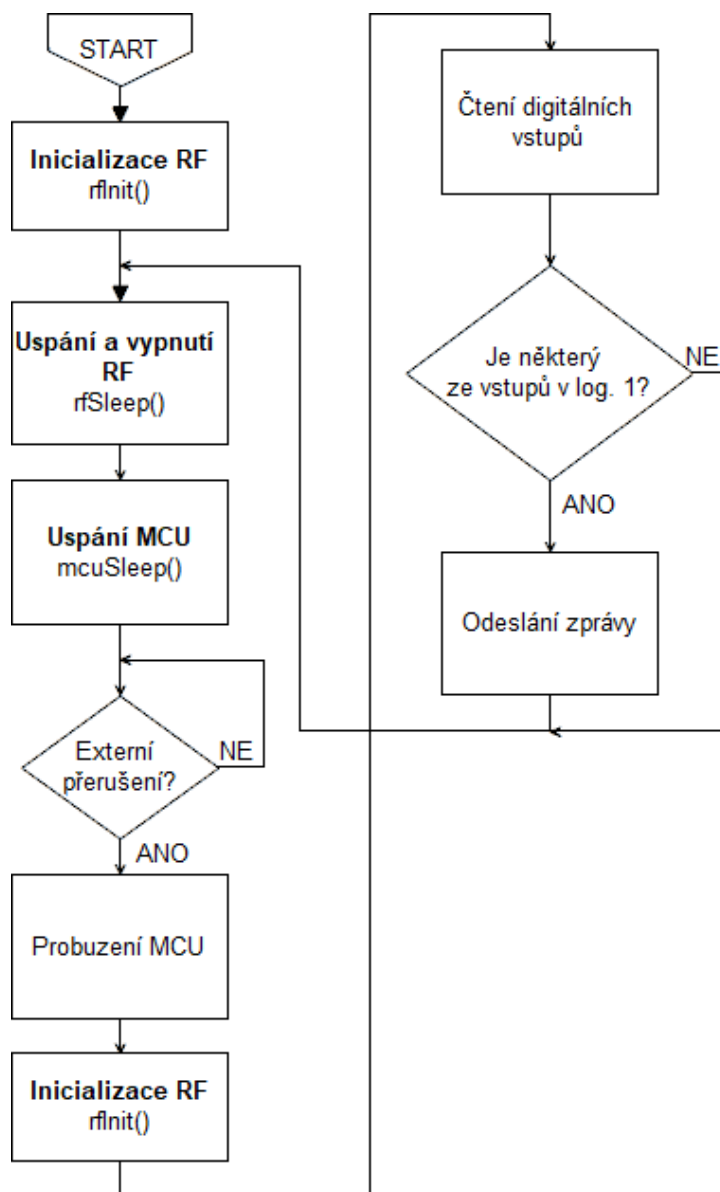 START
Inicializace RF
rfInit()
Uspání a vypnutí
RF
rfSleep()
Uspání MCU
mcuSleep()
Externí
přerušení?
NE
ANO
Probuzení MCU
Inicializace RF
rfInit()
Čtení digitálních
vstupů
Je některý
ze vstupů v log. 1?
NE
ANO
Odeslání zprávy